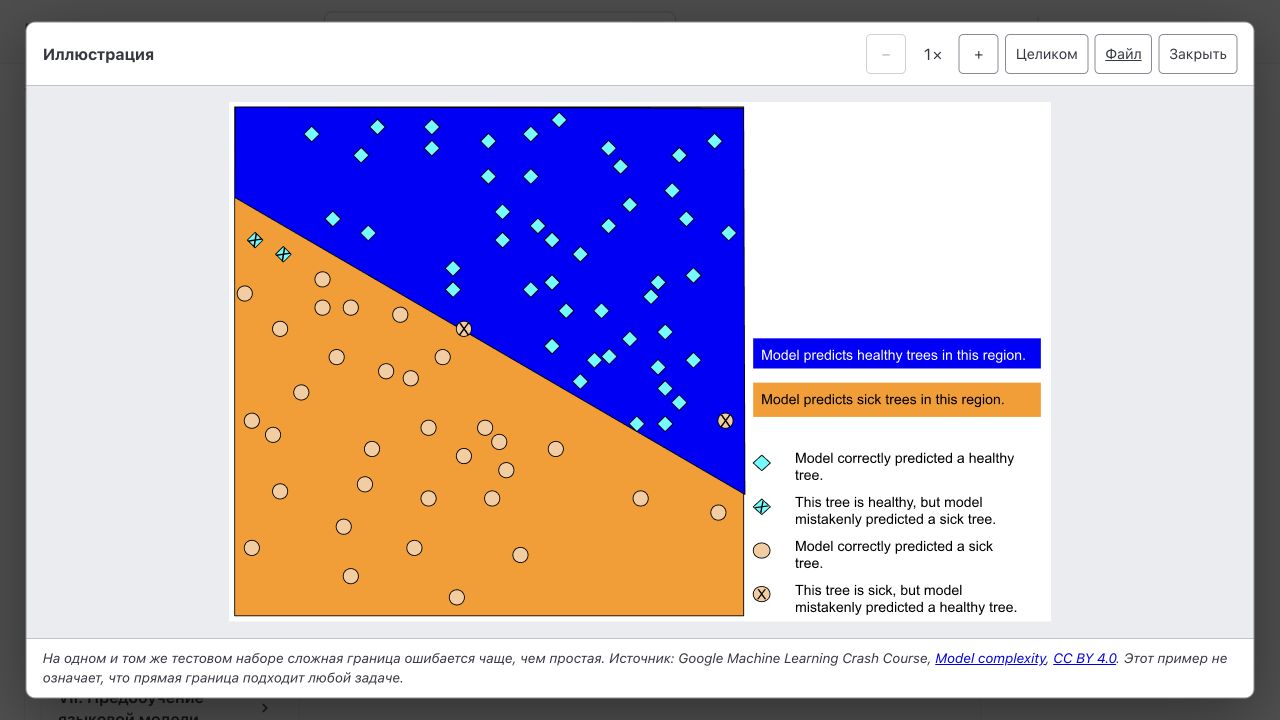 Иллюстрация
−
1×
+
Целиком
Файл
Закрыть
Model predicts healthy trees in this region.
Model predicts sick trees in this region.
Model correctly predicted a healthy
tree.
This tree is healthy, but model
mistakenly predicted a sick tree.
Model correctly predicted a sick
tree.
X
This tree is sick, but model
mistakenly predicted a healthy tree.
На одном и том же тестовом наборе сложная граница ошибается чаще, чем простая. Источник: Google Machine Learning Crash Course, Model complexity, CC BY 4.0. Этот пример не
означает, что прямая граница подходит любой задаче.
VII. Предобучение
языковой модели